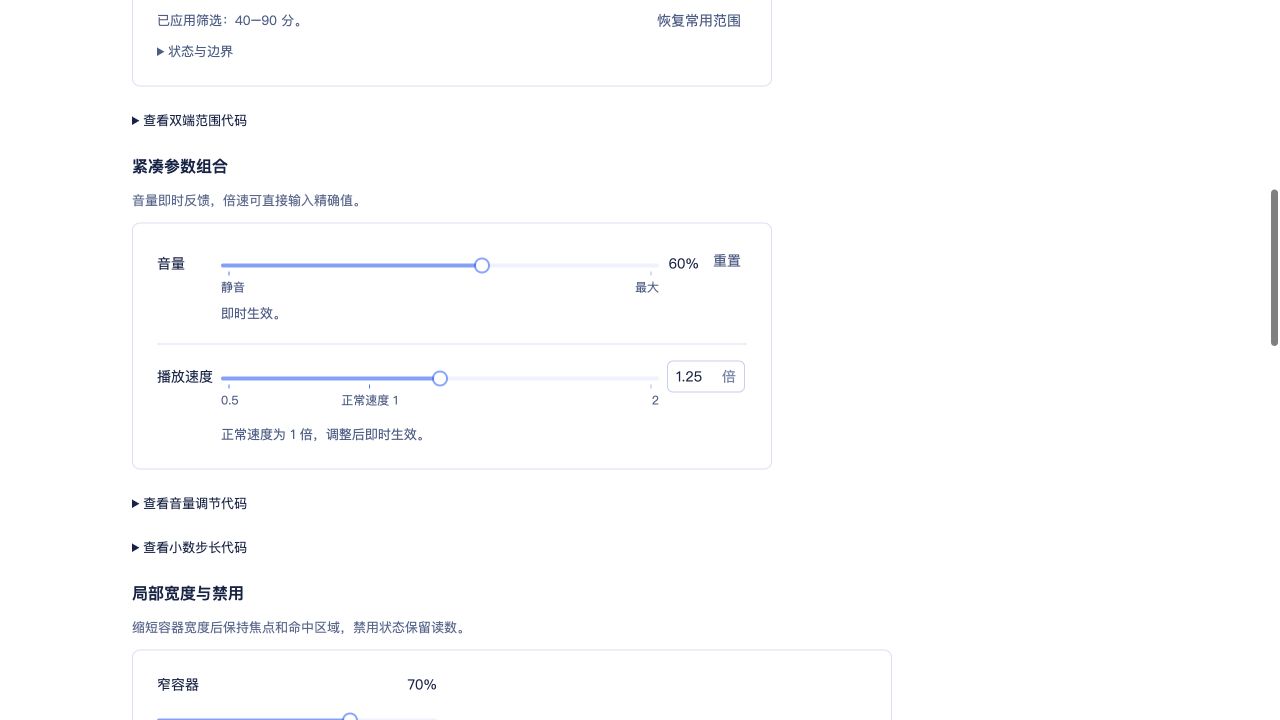 已应用筛选：40–90 分。
恢复常用范围
状态与边界
查看双端范围代码
紧凑参数组合
音量即时反馈，倍速可直接输入精确值。
音量
60%
重置
静音
最大
即时生效。
播放速度
1.25 倍
0.5
正常速度 1
2
正常速度为 1 倍，调整后即时生效。
查看音量调节代码
查看小数步长代码
局部宽度与禁用
缩短容器宽度后保持焦点和命中区域，禁用状态保留读数。
窄容器
70%